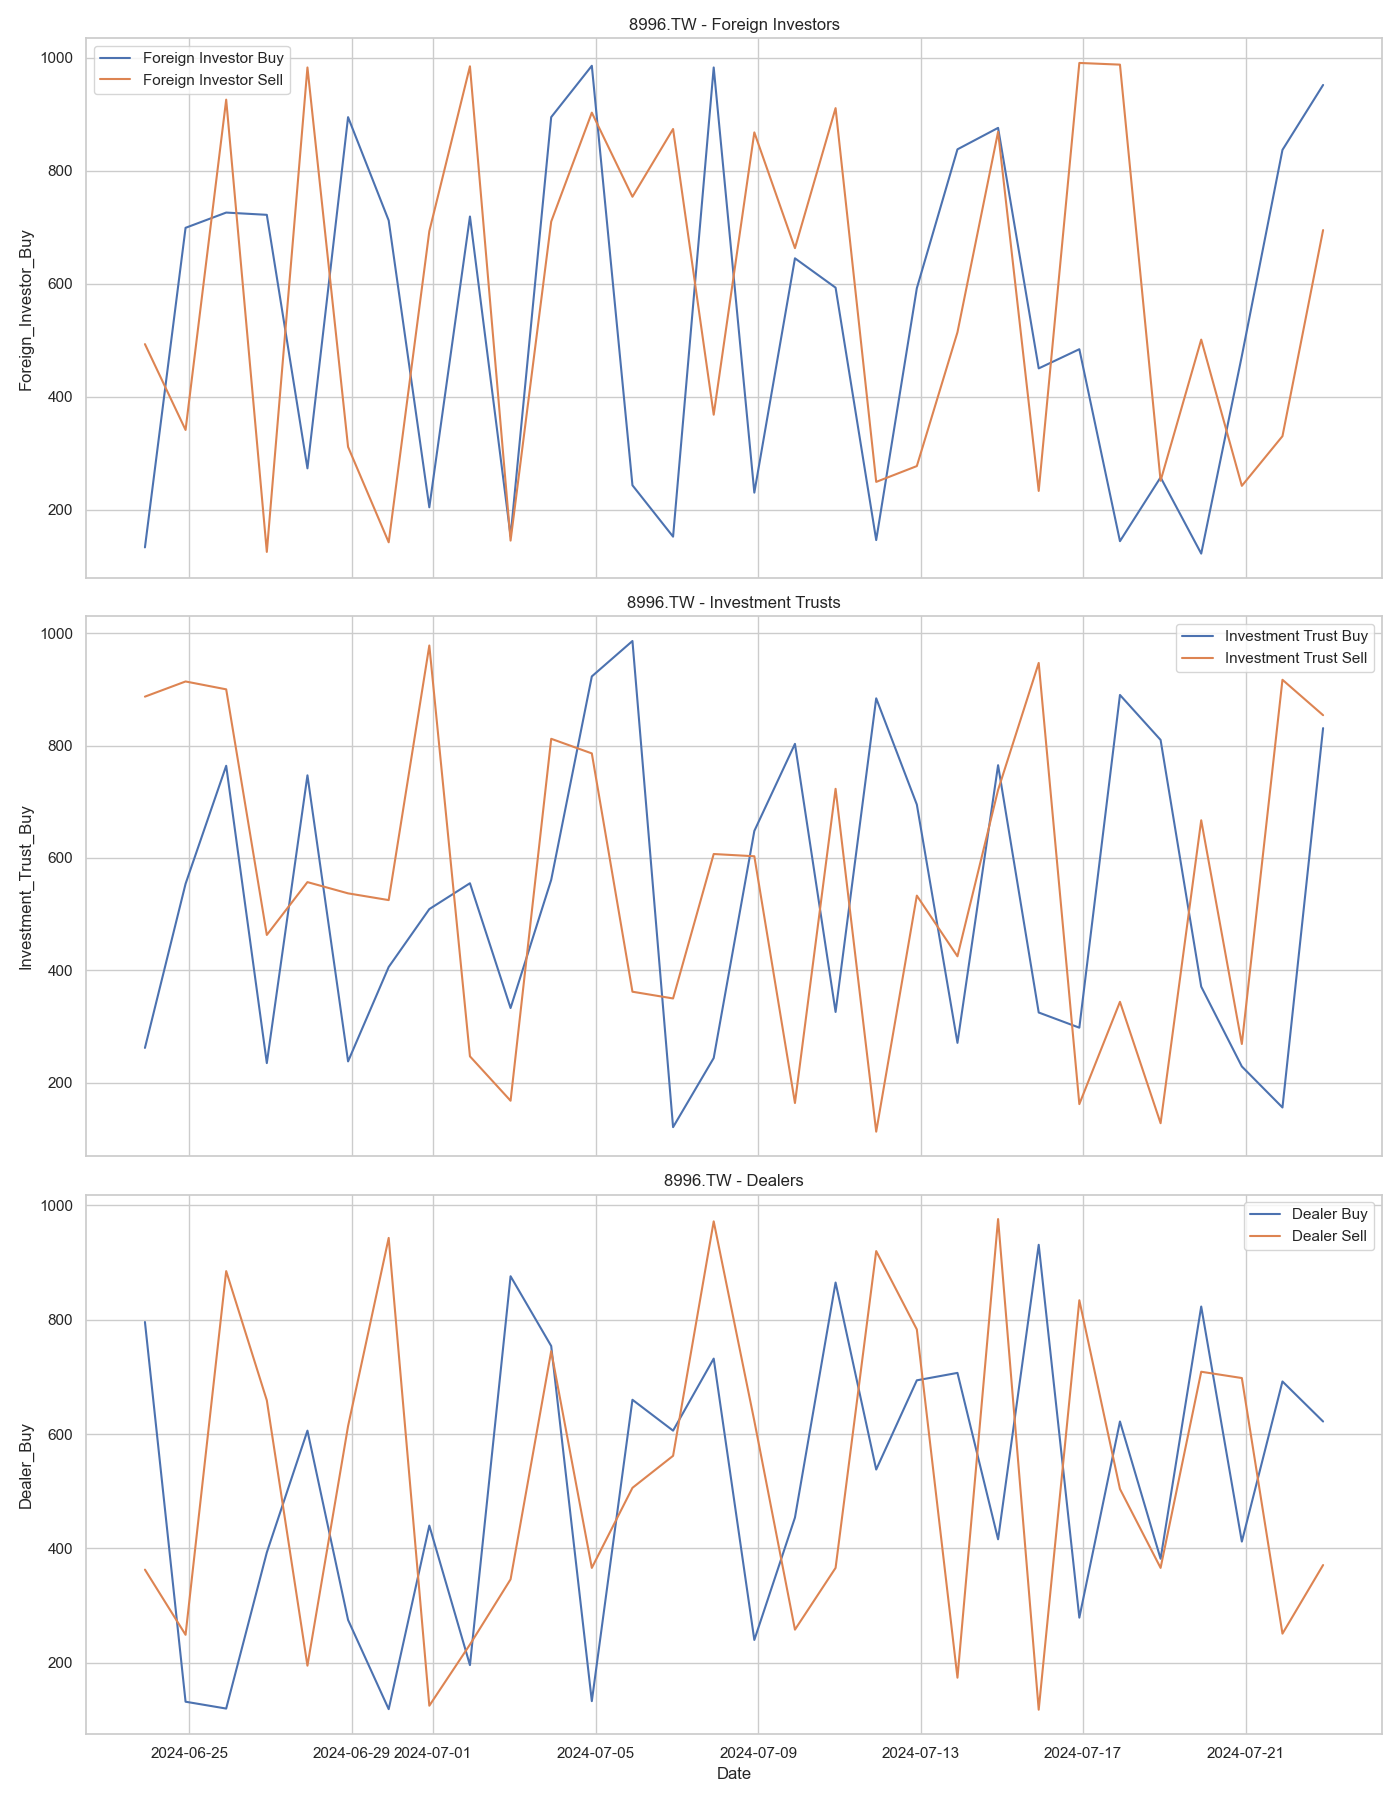 8996.TW - Foreign Investors
Foreign Investor Buy
Foreign Investor Sell
Foreign_Investor_Buy
1000
800
600
400
200
8996.TW - Investment Trusts
Investment Trust Buy
Investment Trust Sell
Investment_Trust_Buy
1000
800
600
400
200
8996.TW - Dealers
Dealer Buy
Dealer Sell
Dealer_Buy
1000
800
600
400
200
2024-06-25 2024-06-29 2024-07-01 2024-07-05 2024-07-09 2024-07-13 2024-07-17 2024-07-21
Date